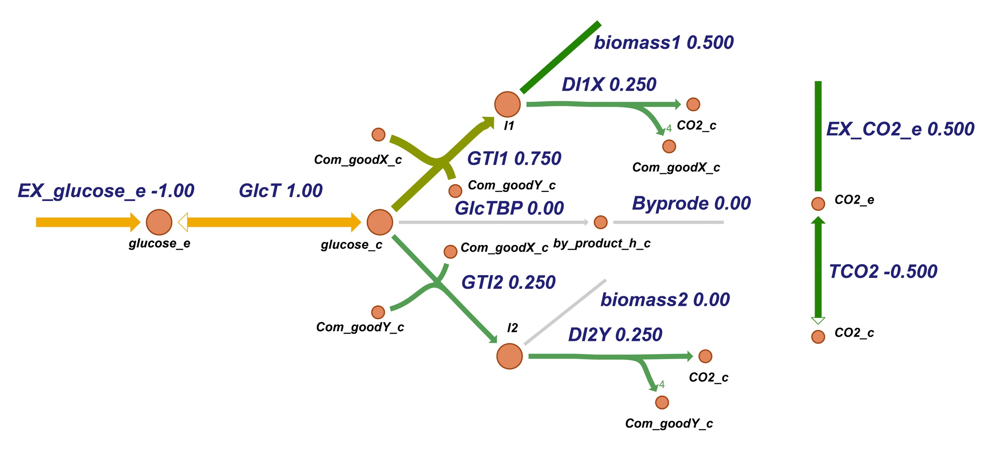 biomass1 0.500
DI1X 0.250
I1
4
CO2_c
Com_goodX_c
GTI1 0.750
Com_goodX_c
Com_goodY_c
EX_CO2_e 0.500
EX_glucose_e -1.00
GlcT 1.00
GlcTBP 0.00
Byprode 0.00
CO2_e
glucose_e
glucose_c
Com_goodX_c
by_product_h_c
GTI2 0.250
TCO2 -0.500
biomass2 0.00
Com_goodY_c
I2
DI2Y 0.250
CO2_c
CO2_c
4
Com_goodY_c